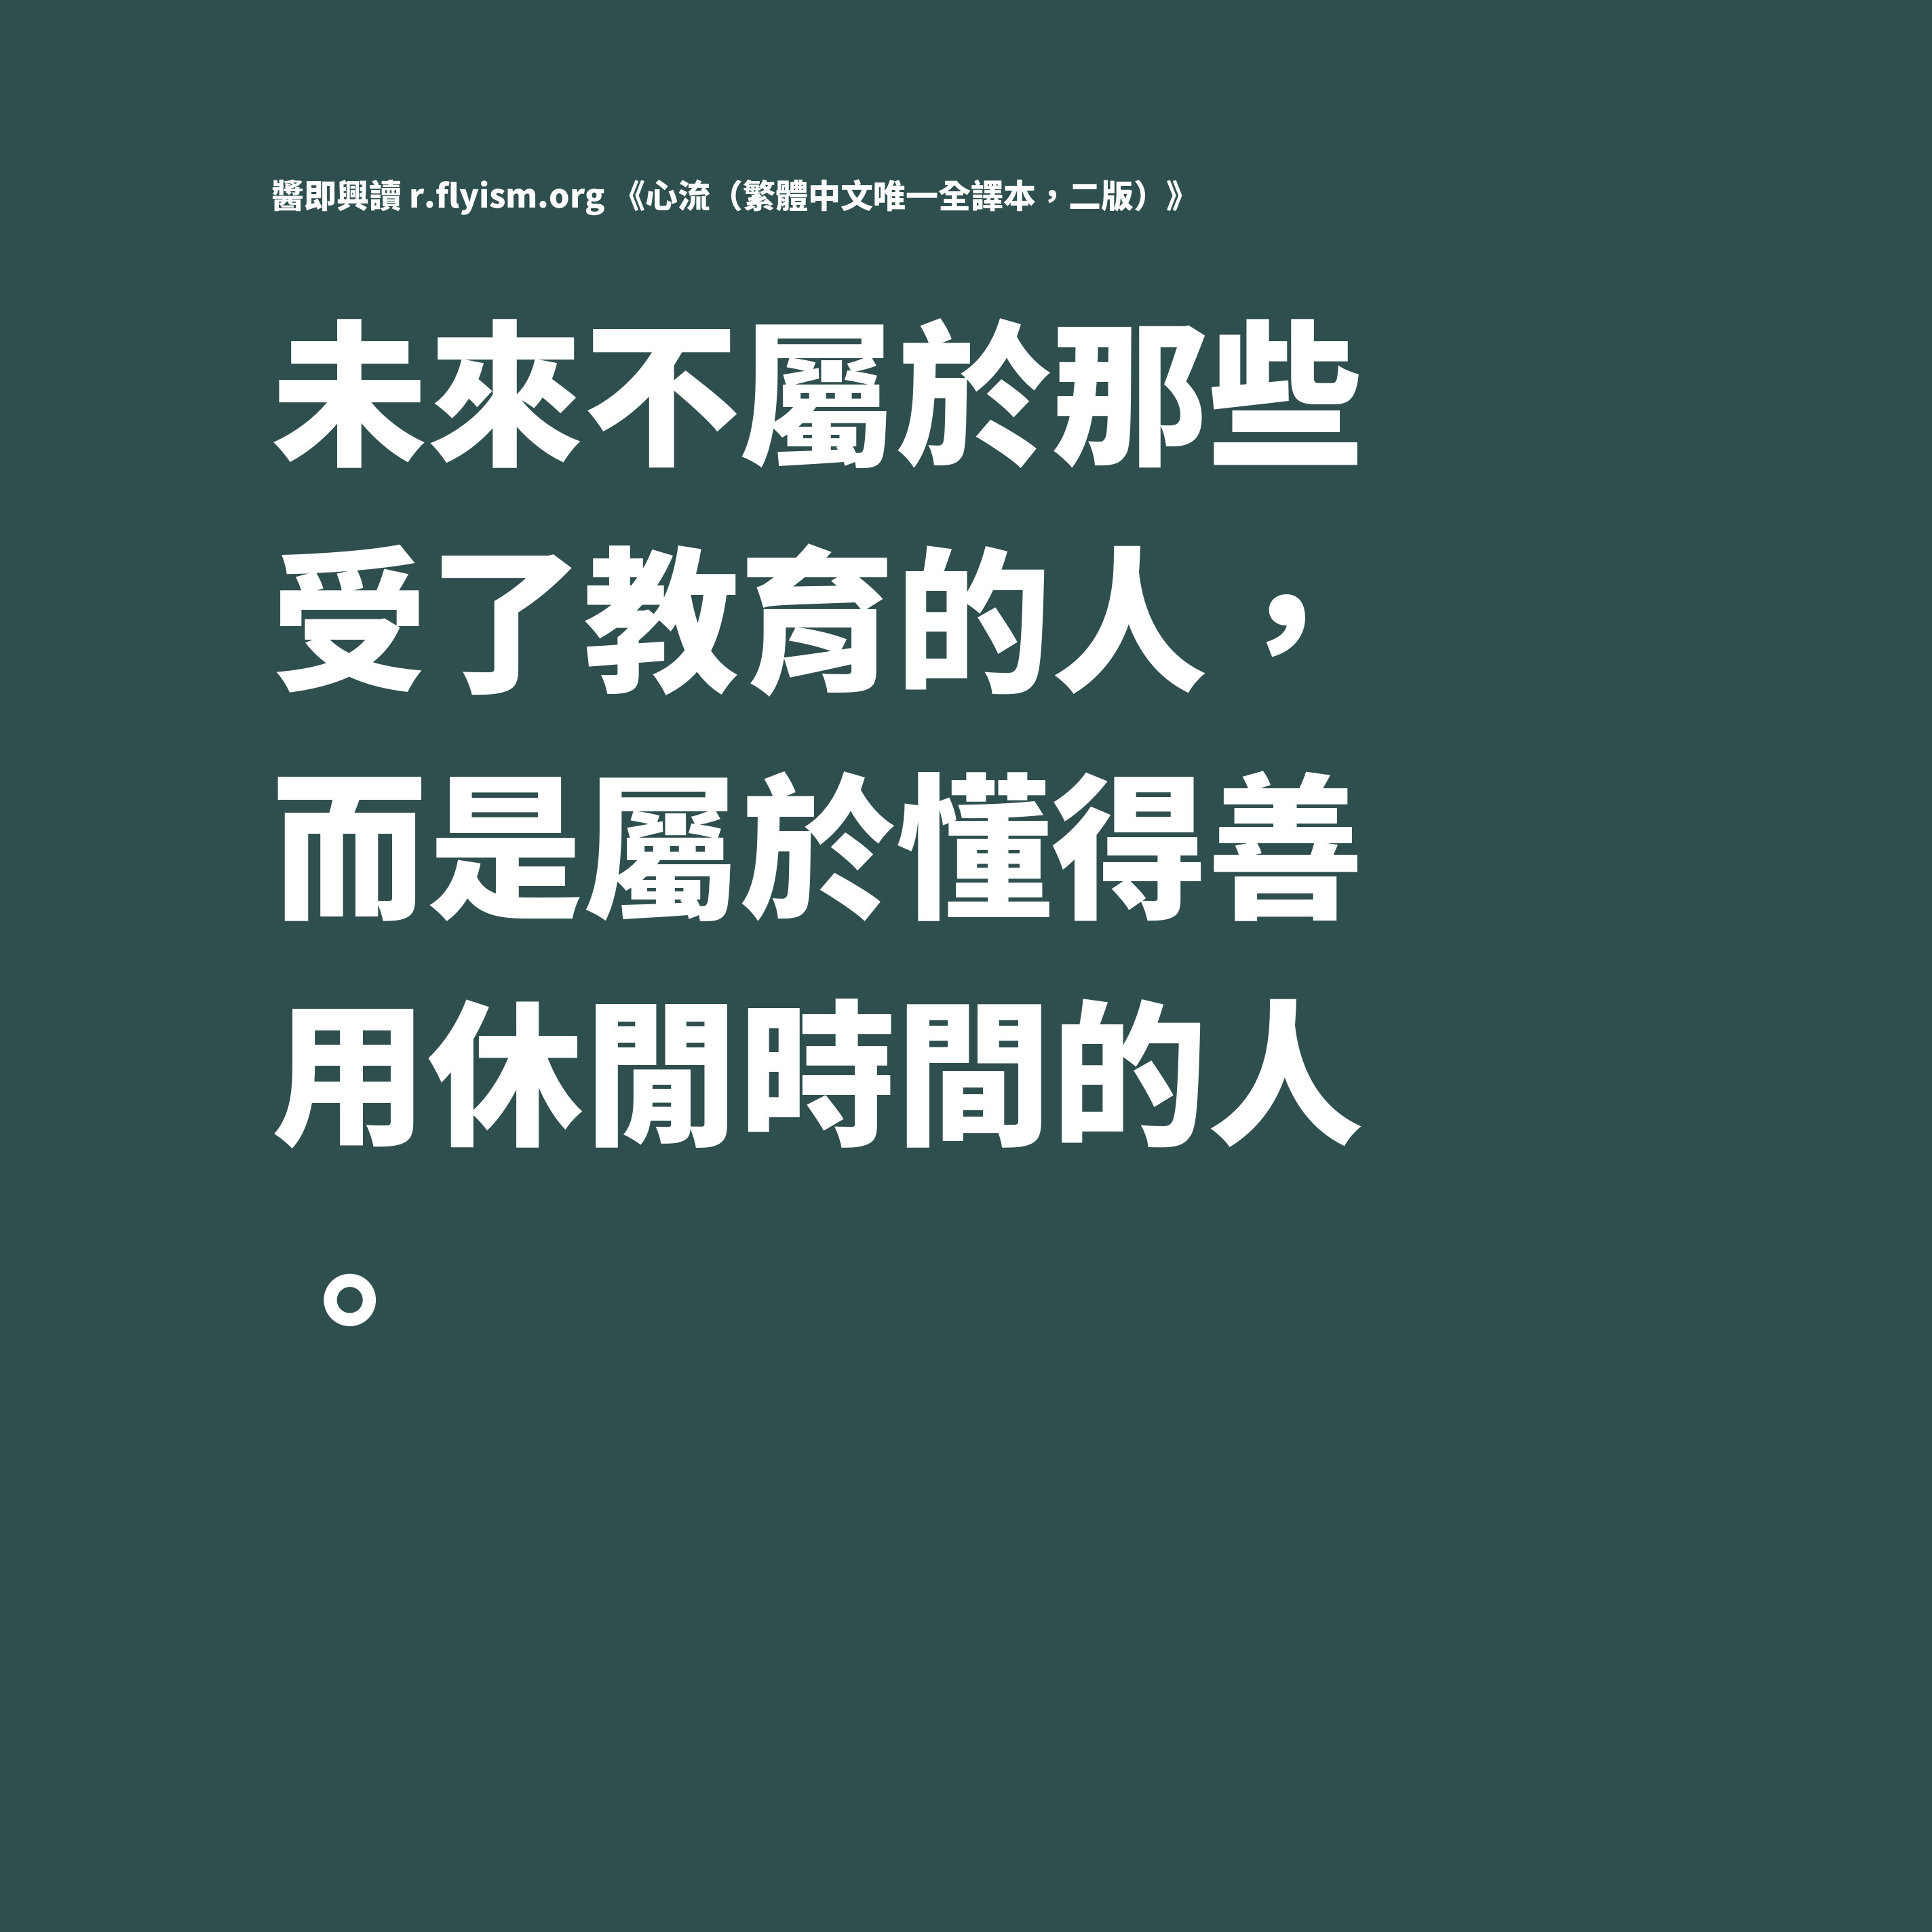 醫即興讀 r.flyismorg.org《心流（繁體中文唯一全譯本，二版）》
未來不屬於那些
受了教育的人，
而是屬於懂得善
用休閒時間的人
。